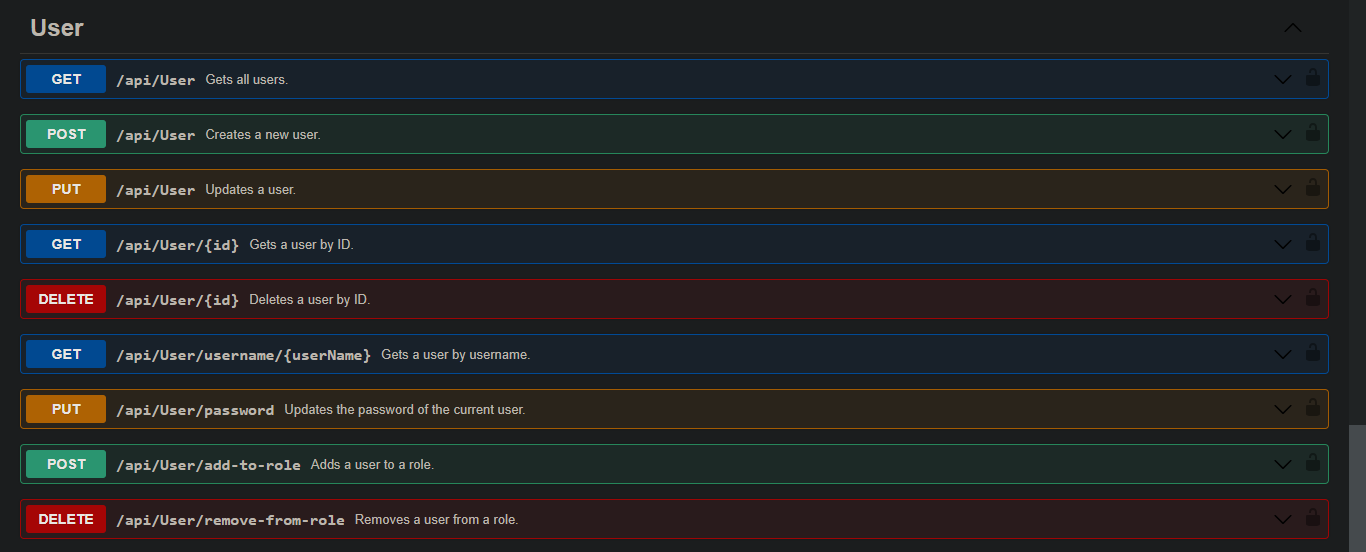 User
GET /api/User Gets all users.
POST /api/User Creates a new user.
PUT /api/User Updates a user.
GET /api/User/{id} Gets a user by ID.
DELETE /api/User/{id} Deletes a user by ID.
GET /api/User/username/{userName} Gets a user by username.
PUT /api/User/password Updates the password of the current user.
POST /api/User/add-to-role Adds a user to a role.
DELETE /api/User/remove-from-role Removes a user from a role.